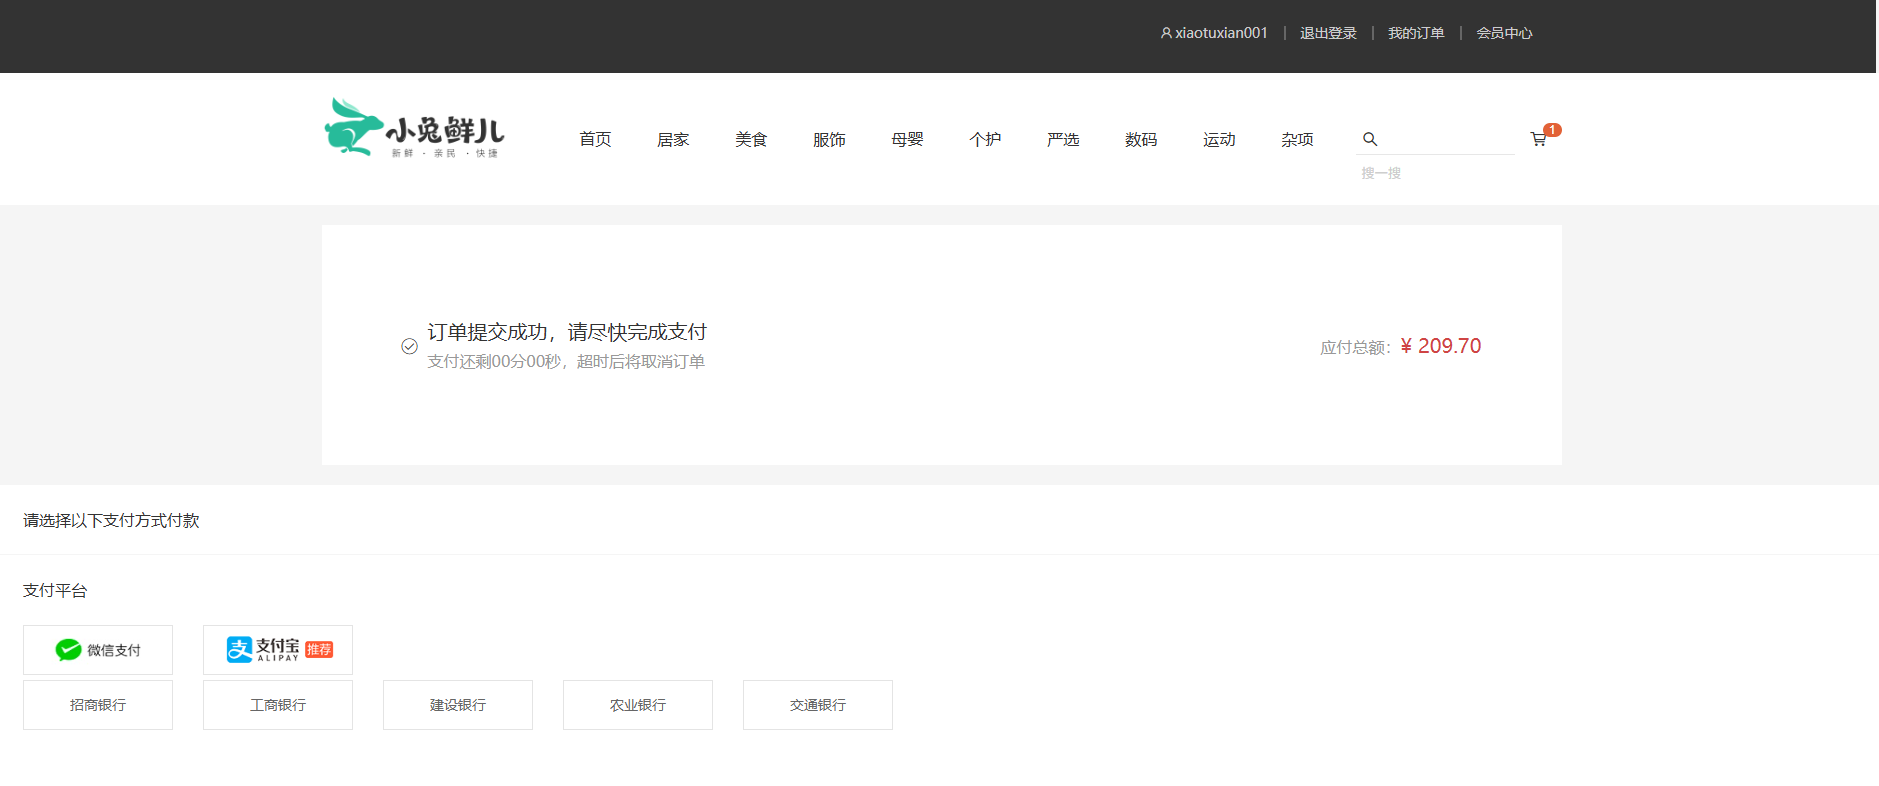 xiaotuxian001 | 退出登录 | 我的订单 | 会员中心
小兔鲜儿
新鲜 · 亲民 · 快捷
首页 居家 美食 服饰 母婴 个护 严选 数码 运动 杂项
1
搜一搜
订单提交成功，请尽快完成支付
支付还剩00分00秒，超时后将取消订单
应付总额：¥ 209.70
请选择以下支付方式付款
支付平台
微信支付
支付宝 ALIPAY 推荐
招商银行 工商银行 建设银行 农业银行 交通银行